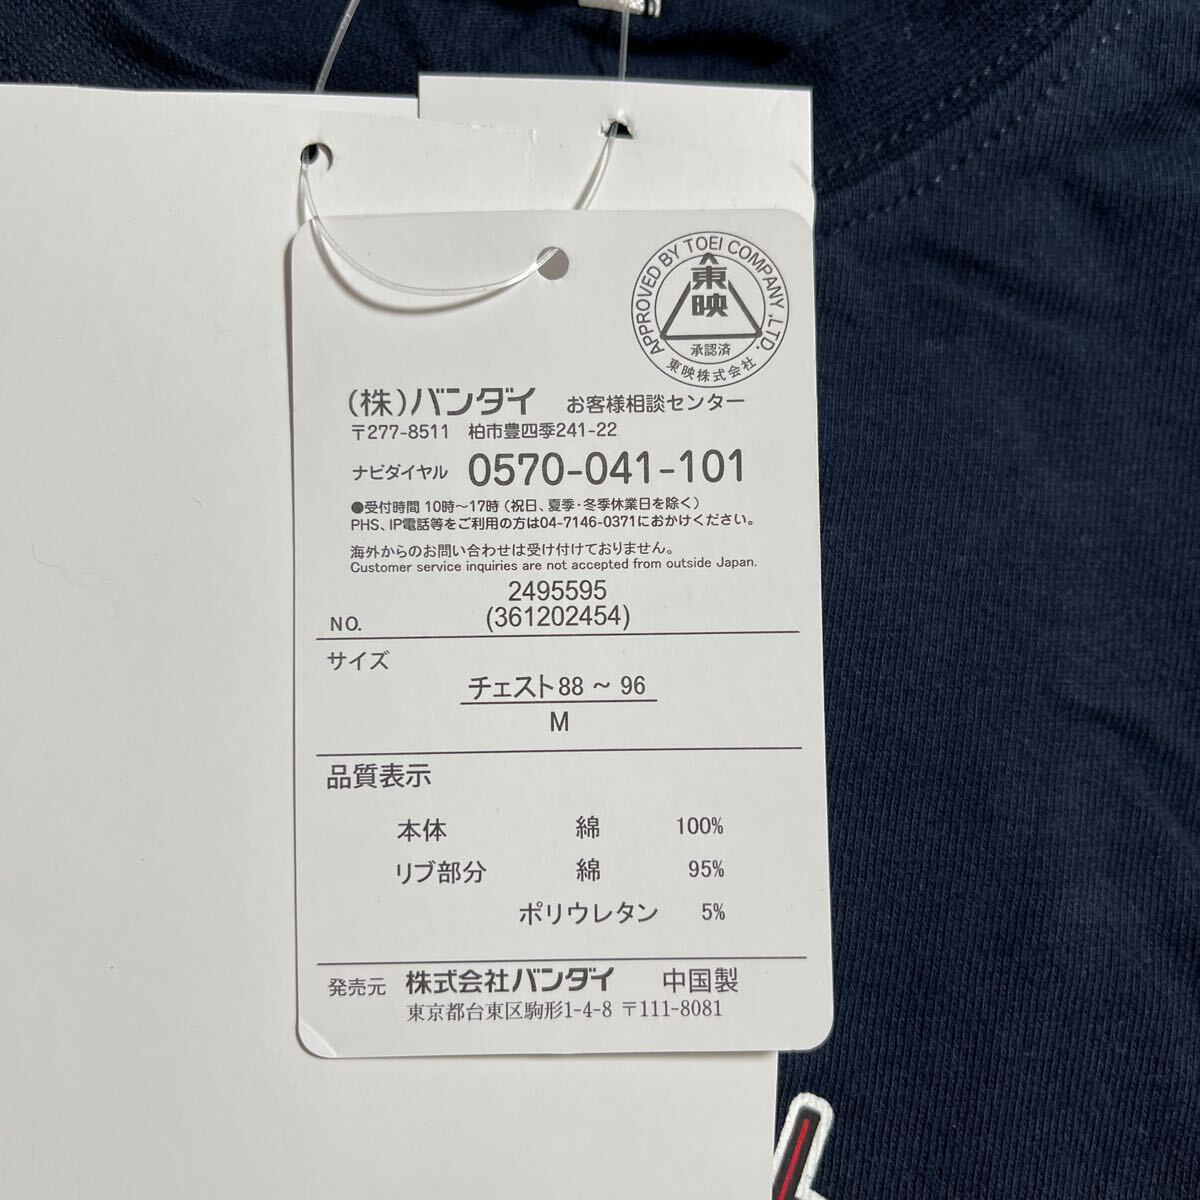 APPROVED BY TOEI COMPANY, LTD.
東映
承認済
東映株式会社
(株)バンダイ お客様相談センター
〒277-8511 柏市豊四季241-22
ナビダイヤル 0570-041-101
●受付時間 10時〜17時(祝日、夏季・冬季休業日を除く)
PHS、IP電話等をご利用の方は04-7146-0371におかけください。
海外からのお問い合わせは受け付けておりません。
Customer service inquiries are not accepted from outside Japan.
2495595
NO. (361202454)
サイズ
チェスト88 ～ 96
M
品質表示
本体 綿 100%
リブ部分 綿 95%
ポリウレタン 5%
発売元 株式会社バンダイ 中国製
東京都台東区駒形1-4-8 〒111-8081